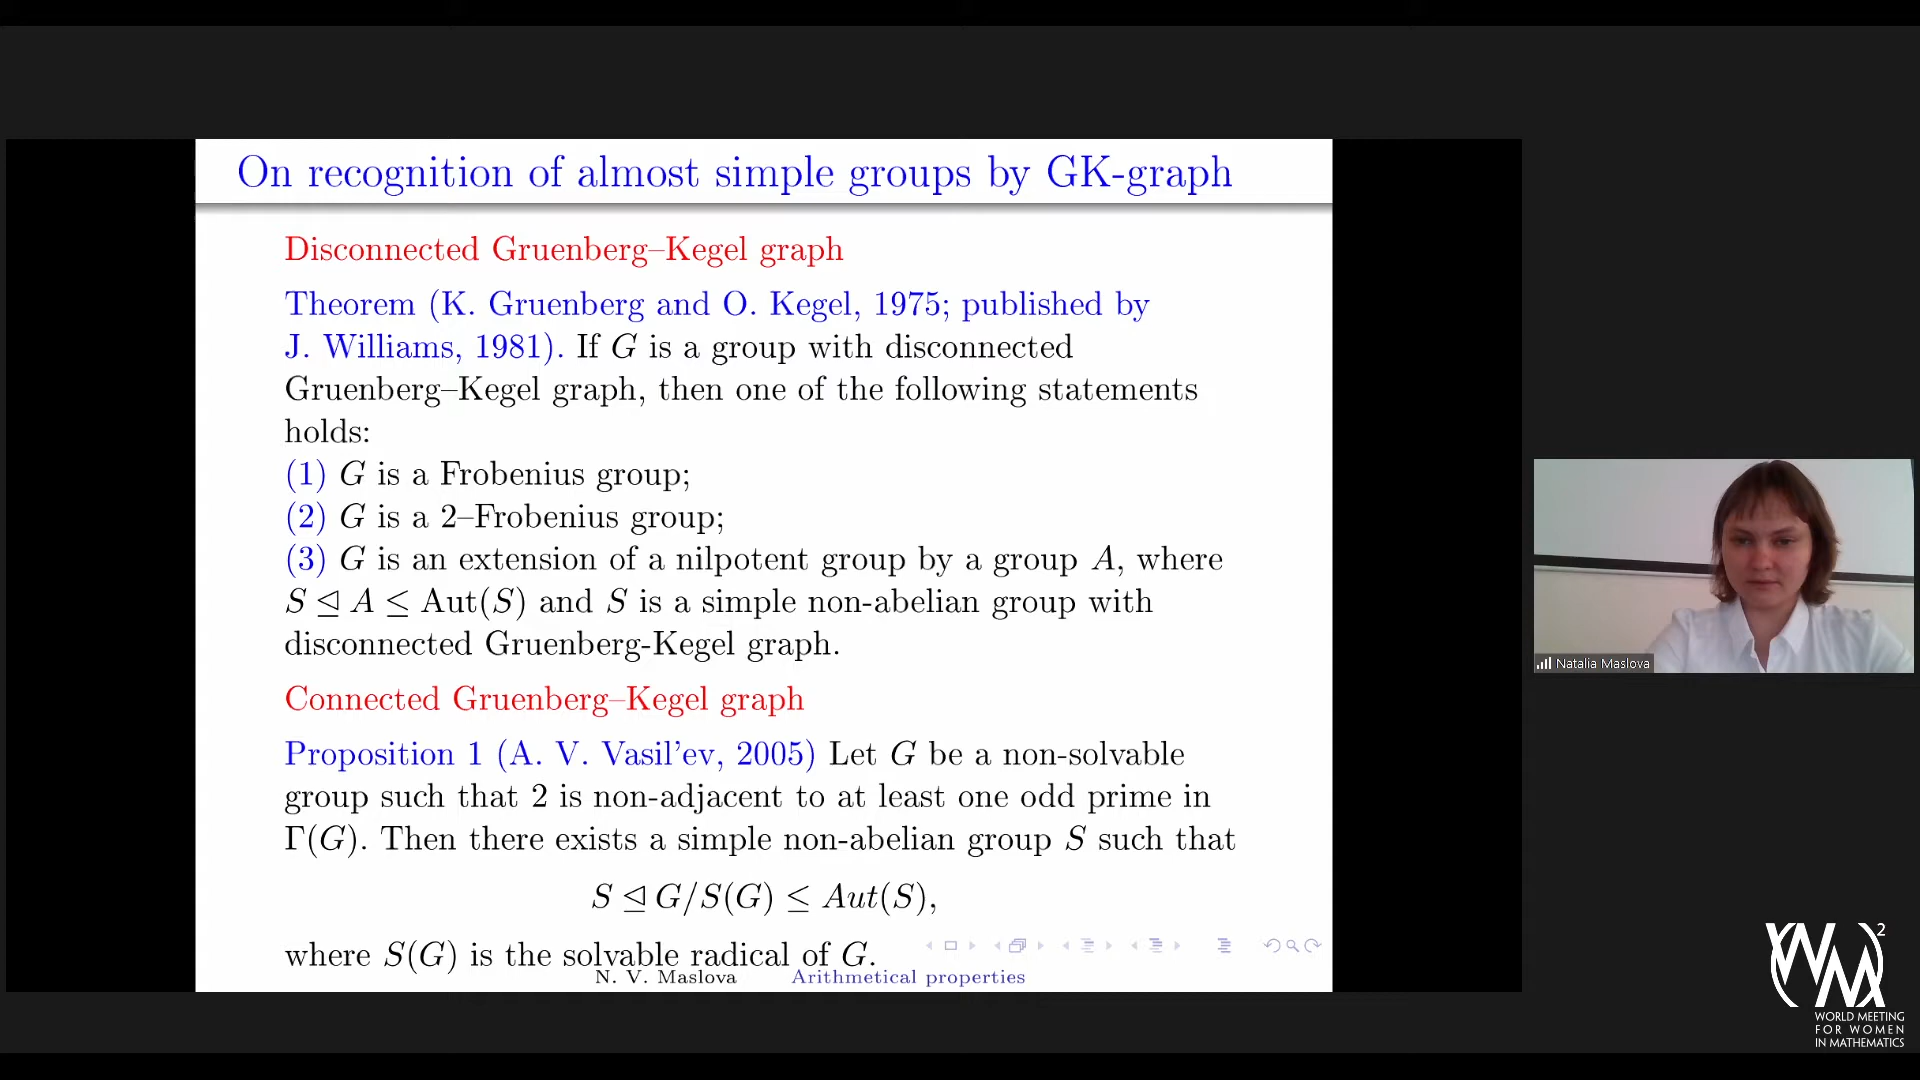 On recognition of almost simple groups by GK-graph
Disconnected Gruenberg–Kegel graph
Theorem (K. Gruenberg and O. Kegel, 1975; published by
J. Williams, 1981). If G is a group with disconnected
Gruenberg–Kegel graph, then one of the following statements
holds:
(1) G is a Frobenius group;
(2) G is a 2–Frobenius group;
(3) G is an extension of a nilpotent group by a group A, where
S ⊴ A ≤ Aut(S) and S is a simple non-abelian group with
disconnected Gruenberg-Kegel graph.
Connected Gruenberg–Kegel graph
Proposition 1 (A. V. Vasil'ev, 2005) Let G be a non-solvable
group such that 2 is non-adjacent to at least one odd prime in
Γ(G). Then there exists a simple non-abelian group S such that
S ⊴ G/S(G) ≤ Aut(S),
where S(G) is the solvable radical of G.
N. V. Maslova Arithmetical properties
Natalia Maslova
WM²
WORLD MEETING
FOR WOMEN
IN MATHEMATICS